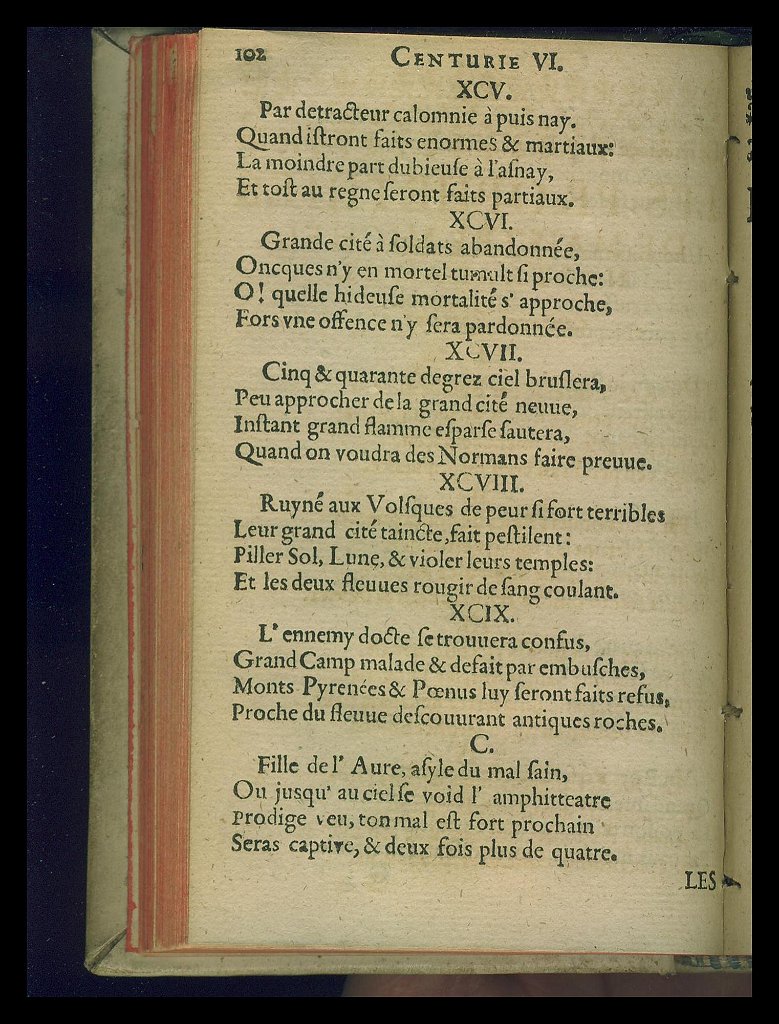 102 CENTURIE VI.
XCV.
Par detracteur calomnie à puis nay.
Quand iſtront faits enormes & martiaux:
La moindre part dubieuſe à l'aſnay,
Et toſt au regne ſeront faits partiaux.
XCVI.
Grande cité à ſoldats abandonnée,
Oncques n'y en mortel tumult ſi proche:
O! quelle hideuſe mortalité s' approche,
Fors vne offence n'y ſera pardonnée.
XCVII.
Cinq & quarante degrez ciel bruſlera,
Peu approcher de la grand cité neuue,
Inſtant grand flamme eſparſe ſautera,
Quand on voudra des Normans faire preuue.
XCVIII.
Ruyné aux Volſques de peur ſi fort terribles
Leur grand cité taincte, fait peſtilent:
Piller Sol, Lune, & violer leurs temples:
Et les deux fleuues rougir de ſang coulant.
XCIX.
L' ennemy docte ſe trouuera confus,
Grand Camp malade & defait par embuſches,
Monts Pyrenées & Pœnus luy ſeront faits refus,
Proche du fleuue deſcouurant antiques roches.
C.
Fille de l' Aure, aſyle du mal ſain,
Ou jusqu' au ciel ſe void l' amphitteatre
Prodige veu, ton mal eſt fort prochain
Seras captive, & deux fois plus de quatre.
LES